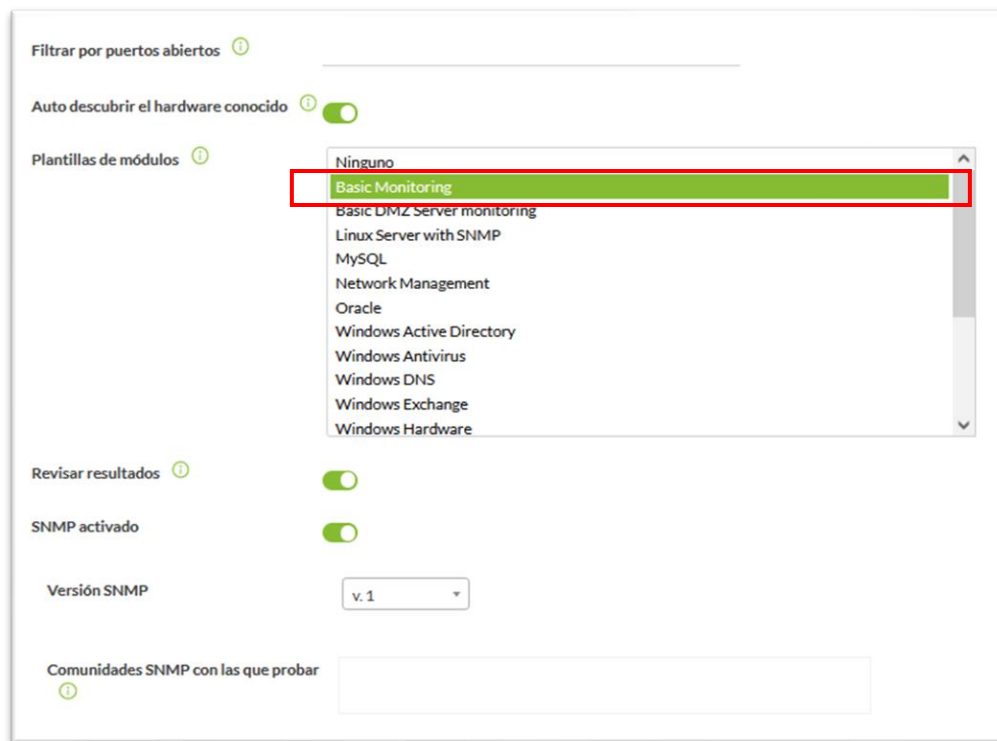 Filtrar por puertos abiertos
Auto descubrir el hardware conocido
Plantillas de módulos
Ninguno
Basic Monitoring
Basic DMZ Server monitoring
Linux Server with SNMP
MySQL
Network Management
Oracle
Windows Active Directory
Windows Antivirus
Windows DNS
Windows Exchange
Windows Hardware
Revisar resultados
SNMP activado
Versión SNMP
v. 1
Comunidades SNMP con las que probar